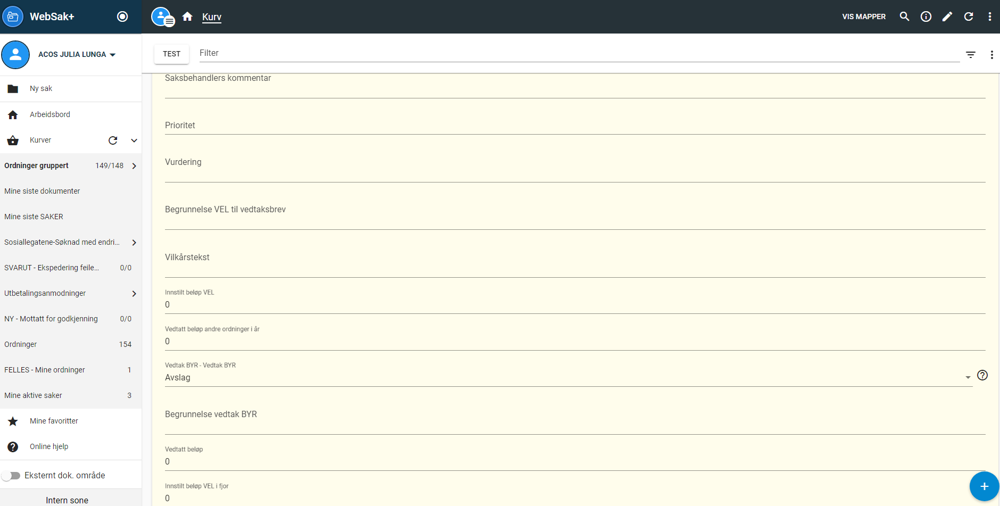 WebSak+
Kurv
VIS MAPPER
ACOS JULIA LUNGA
Ny sak
Arbeidsbord
Kurver
Ordninger gruppert 149/148
Mine siste dokumenter
Mine siste SAKER
Sosiallegatene-Søknad med endri...
SVARUT - Ekspedering feile... 0/0
Utbetalingsanmodninger
NY - Mottatt for godkjenning 0/0
Ordninger 154
FELLES - Mine ordninger 1
Mine aktive saker 3
Mine favoritter
Online hjelp
Eksternt dok. område
Intern sone
TEST
Filter
Saksbehandlers kommentar
Prioritet
Vurdering
Begrunnelse VEL til vedtaksbrev
Vilkårstekst
Innstilt beløp VEL
0
Vedtatt beløp andre ordninger i år
0
Vedtak BYR - Vedtak BYR
Avslag
Begrunnelse vedtak BYR
Vedtatt beløp
0
Innstilt beløp VEL i fjor
0